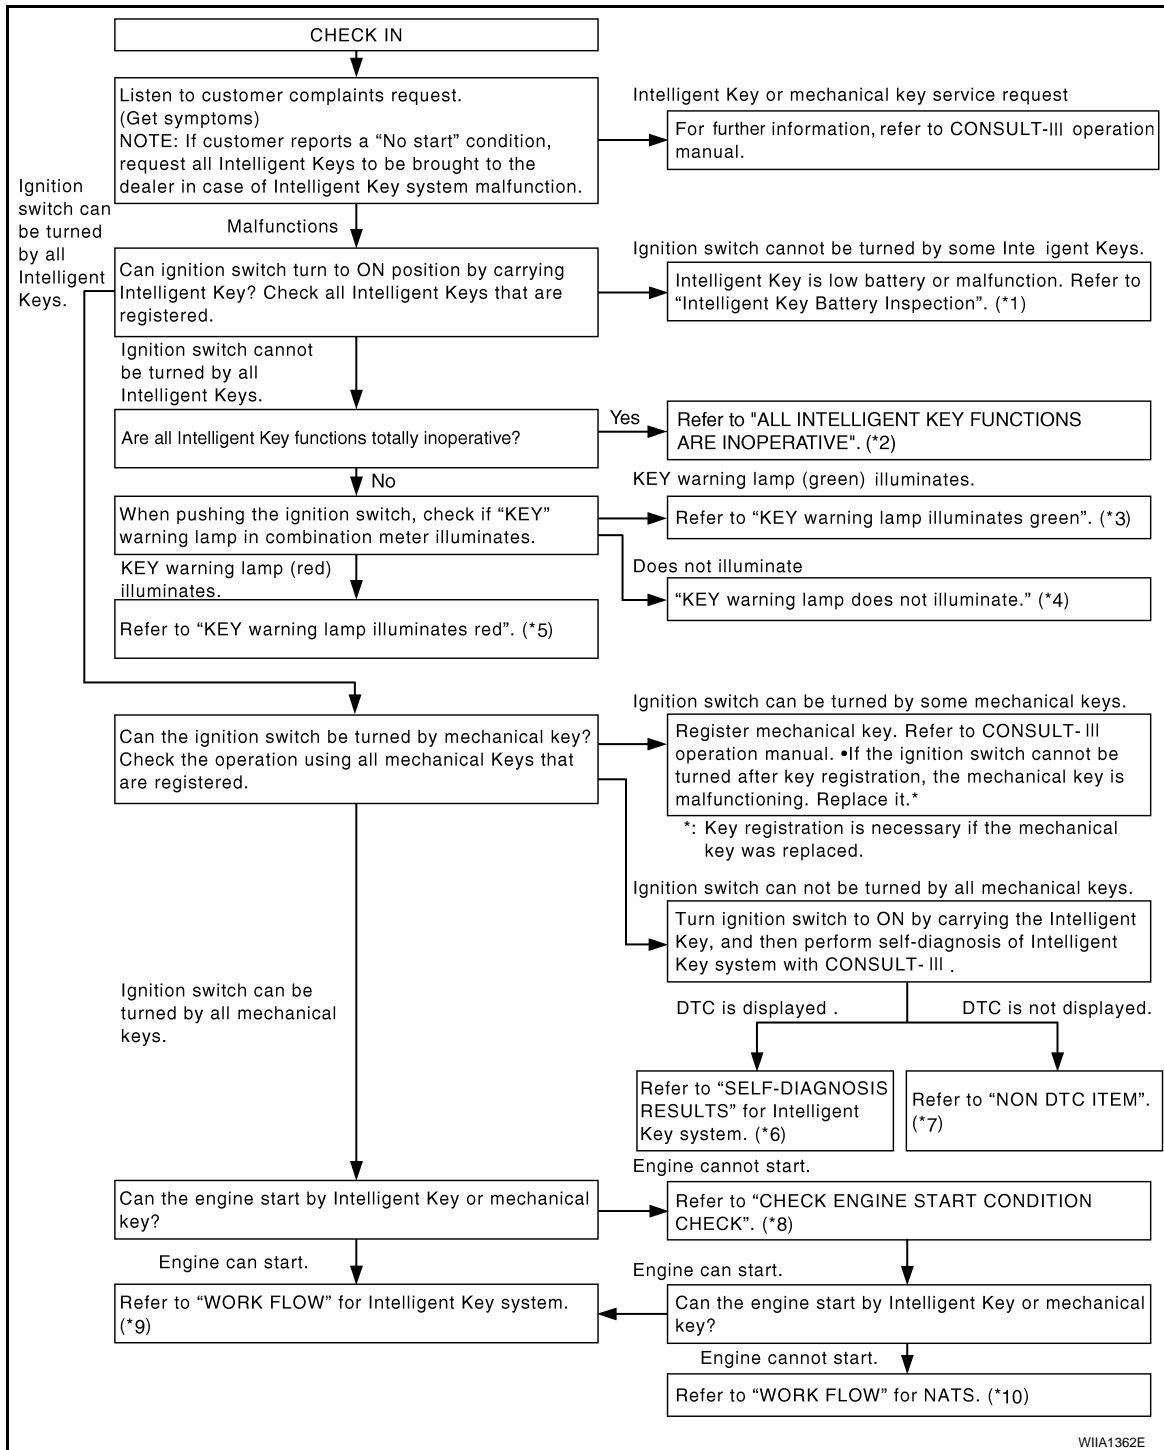 CHECK IN
Listen to customer complaints request.
(Get symptoms)
NOTE: If customer reports a “No start” condition,
request all Intelligent Keys to be brought to the
dealer in case of Intelligent Key system malfunction.
Intelligent Key or mechanical key service request
For further information, refer to CONSULT-III operation
manual.
Ignition
switch can
be turned
by all
Intelligent
Keys.
Malfunctions
Can ignition switch turn to ON position by carrying
Intelligent Key? Check all Intelligent Keys that are
registered.
Ignition switch cannot be turned by some Inte igent Keys.
Intelligent Key is low battery or malfunction. Refer to
“Intelligent Key Battery Inspection”. (*1)
Ignition switch cannot
be turned by all
Intelligent Keys.
Are all Intelligent Key functions totally inoperative?
Yes
Refer to "ALL INTELLIGENT KEY FUNCTIONS
ARE INOPERATIVE". (*2)
No
KEY warning lamp (green) illuminates.
When pushing the ignition switch, check if “KEY”
warning lamp in combination meter illuminates.
Refer to “KEY warning lamp illuminates green”. (*3)
Does not illuminate
“KEY warning lamp does not illuminate.” (*4)
KEY warning lamp (red)
illuminates.
Refer to “KEY warning lamp illuminates red”. (*5)
Can the ignition switch be turned by mechanical key?
Check the operation using all mechanical Keys that
are registered.
Ignition switch can be turned by some mechanical keys.
Register mechanical key. Refer to CONSULT-III
operation manual. •If the ignition switch cannot be
turned after key registration, the mechanical key is
malfunctioning. Replace it.*
*: Key registration is necessary if the mechanical
key was replaced.
Ignition switch can not be turned by all mechanical keys.
Turn ignition switch to ON by carrying the Intelligent
Key, and then perform self-diagnosis of Intelligent
Key system with CONSULT-III .
DTC is displayed .
DTC is not displayed.
Refer to “SELF-DIAGNOSIS
RESULTS” for Intelligent
Key system. (*6)
Refer to “NON DTC ITEM”.
(*7)
Ignition switch can be
turned by all mechanical
keys.
Can the engine start by Intelligent Key or mechanical
key?
Engine cannot start.
Refer to “CHECK ENGINE START CONDITION
CHECK”. (*8)
Engine can start.
Refer to “WORK FLOW” for Intelligent Key system.
(*9)
Engine can start.
Can the engine start by Intelligent Key or mechanical
key?
Engine cannot start.
Refer to “WORK FLOW” for NATS. (*10)
WIIA1362E